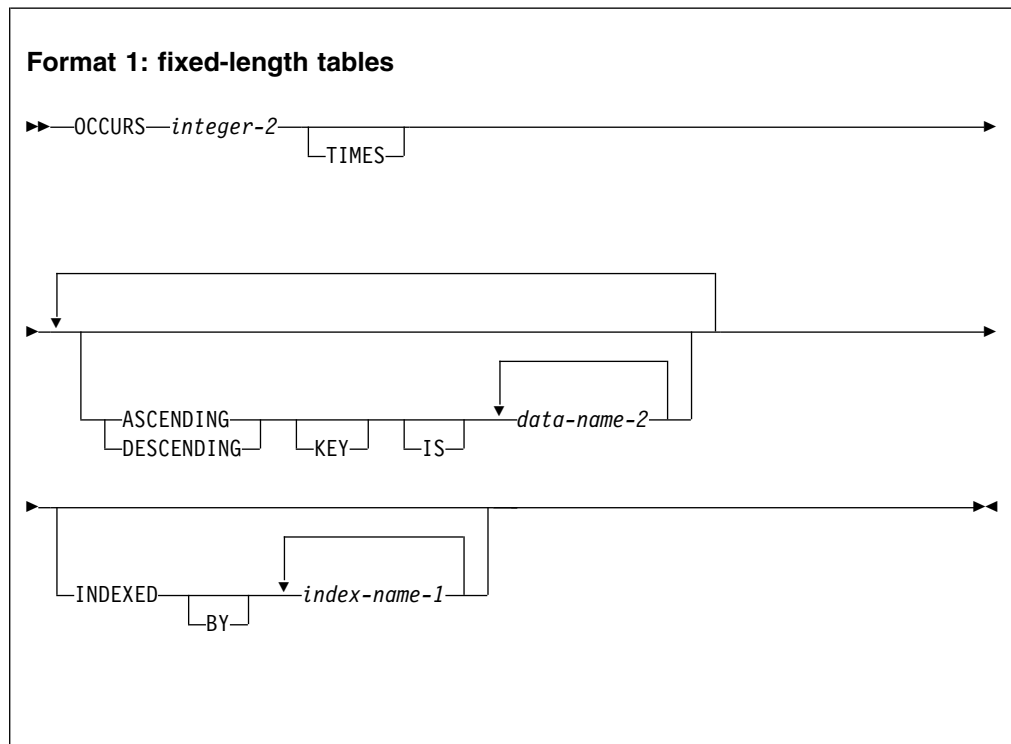 Format 1: fixed-length tables
OCCURS integer-2
TIMES
ASCENDING data-name-2
DESCENDING KEY IS
INDEXED index-name-1
BY